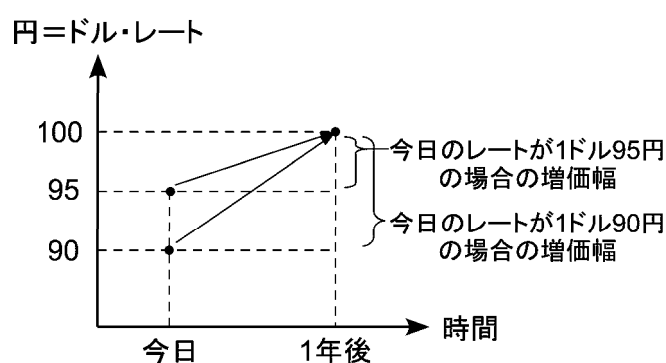 円＝ドル・レート
100
95
90
今日のレートが1ドル95円
の場合の増価幅
今日のレートが1ドル90円
の場合の増価幅
今日
1年後
時間